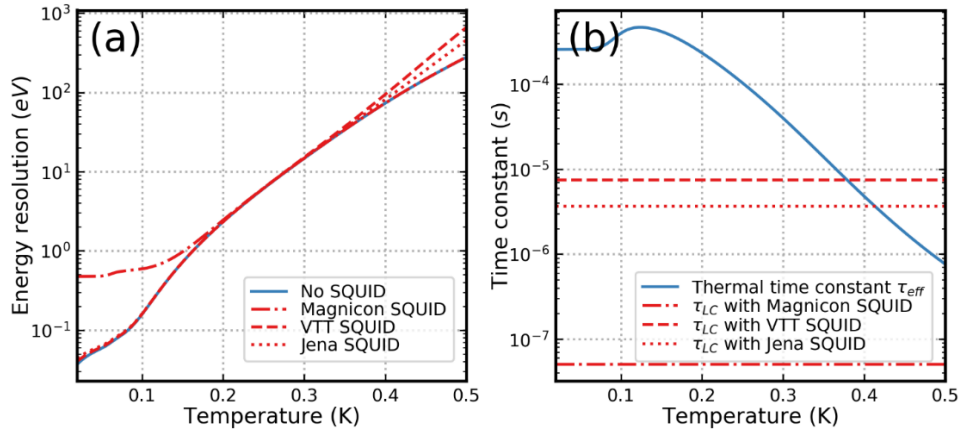 (a)
Energy resolution (eV)
10³
10²
10¹
10⁰
10⁻¹
No SQUID
Magnicon SQUID
VTT SQUID
Jena SQUID
0.1 0.2 0.3 0.4 0.5
Temperature (K)
(b)
Time constant (s)
10⁻⁴
10⁻⁵
10⁻⁶
10⁻⁷
Thermal time constant τ_eff
τ_LC with Magnicon SQUID
τ_LC with VTT SQUID
τ_LC with Jena SQUID
0.1 0.2 0.3 0.4 0.5
Temperature (K)